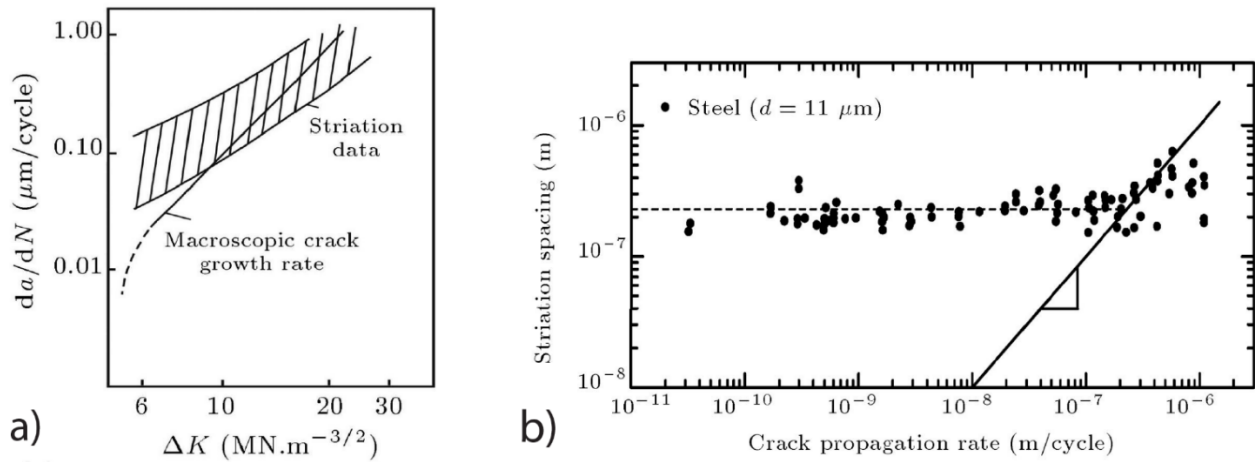 1.00
0.10
0.01
da/dN (μm/cycle)
Striation
data
Macroscopic crack
growth rate
6 10 20 30
ΔK (MN.m⁻³ᐟ²)
a)
● Steel (d = 11 μm)
Striation spacing (m)
10⁻⁶
10⁻⁷
10⁻⁸
10⁻¹¹ 10⁻¹⁰ 10⁻⁹ 10⁻⁸ 10⁻⁷ 10⁻⁶
Crack propagation rate (m/cycle)
b)